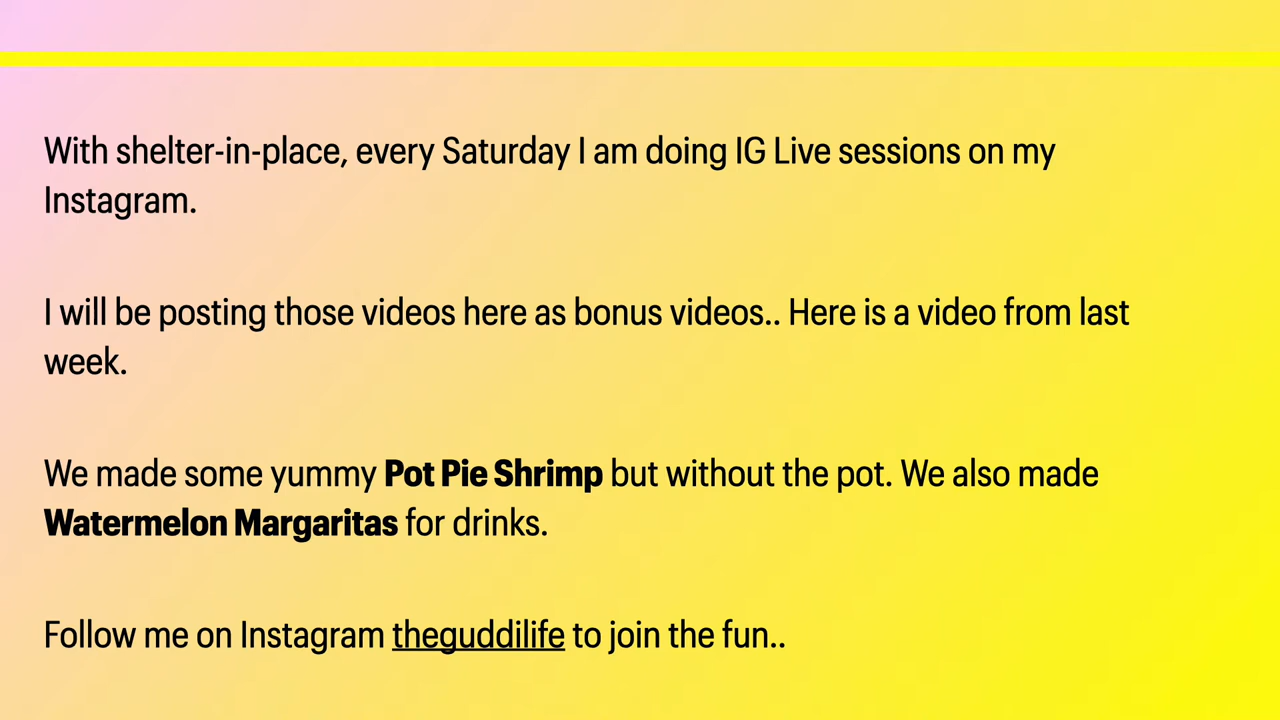 With shelter-in-place, every Saturday I am doing IG Live sessions on my
Instagram.
I will be posting those videos here as bonus videos.. Here is a video from last
week.
We made some yummy Pot Pie Shrimp but without the pot. We also made
Watermelon Margaritas for drinks.
Follow me on Instagram theguddilife to join the fun..